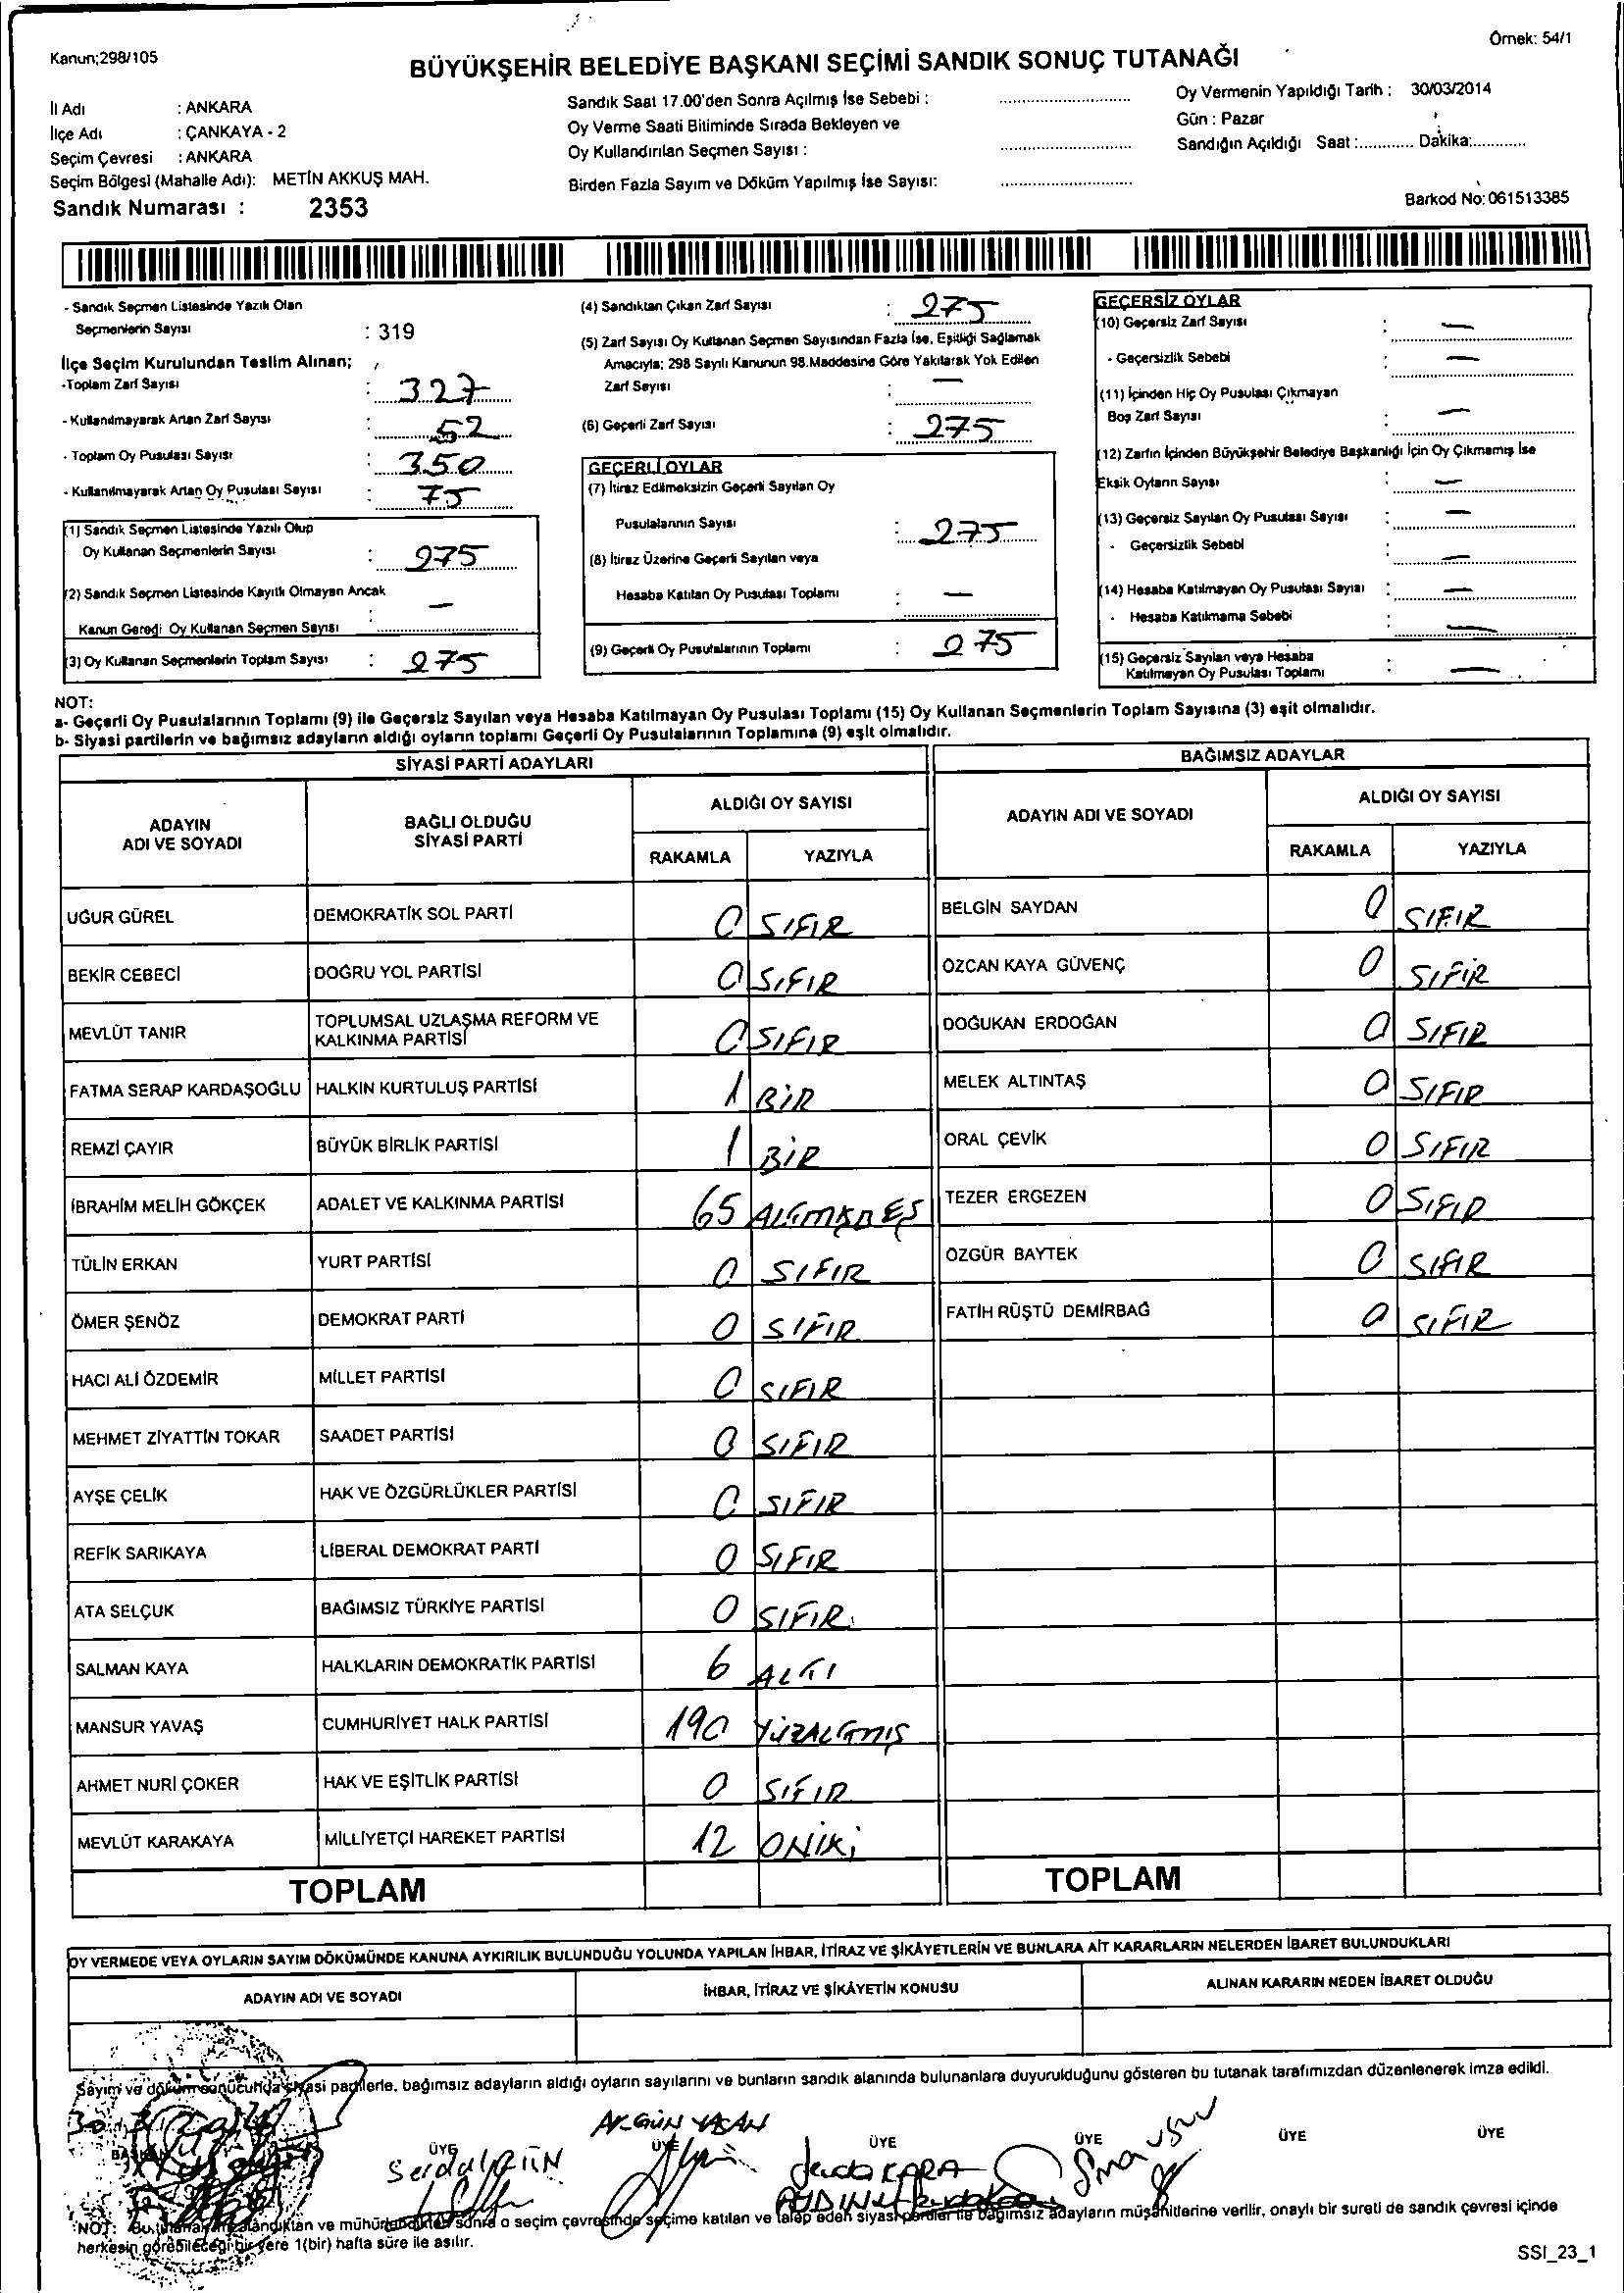 Kanun;298/105
Örnek: 54/1
BÜYÜKŞEHİR BELEDİYE BAŞKANI SEÇİMİ SANDIK SONUÇ TUTANAĞI
İl Adı : ANKARA
İlçe Adı : ÇANKAYA - 2
Seçim Çevresi : ANKARA
Seçim Bölgesi (Mahalle Adı): METİN AKKUŞ MAH.
Sandık Numarası : 2353
Sandık Saat 17.00'den Sonra Açılmış İse Sebebi :
Oy Verme Saati Bitiminde Sırada Bekleyen ve
Oy Kullandırılan Seçmen Sayısı :
Birden Fazla Sayım ve Döküm Yapılmış İse Sayısı:
Oy Vermenin Yapıldığı Tarih : 30/03/2014
Gün : Pazar
Sandığın Açıldığı Saat :............ Dakika:............
Barkod No: 061513385
- Sandık Seçmen Listesinde Yazılı Olan
Seçmenlerin Sayısı : 319
İlçe Seçim Kurulundan Teslim Alınan;
-Toplam Zarf Sayısı : 327
- Kullanılmayarak Artan Zarf Sayısı : 52
- Toplam Oy Pusulası Sayısı : 350
- Kullanılmayarak Artan Oy Pusulası Sayısı : 75
(1) Sandık Seçmen Listesinde Yazılı Olup
Oy Kullanan Seçmenlerin Sayısı : 275
(2) Sandık Seçmen Listesinde Kayıtlı Olmayan Ancak
Kanun Gereği Oy Kullanan Seçmen Sayısı —
(3) Oy Kullanan Seçmenlerin Toplam Sayısı : 275
(4) Sandıktan Çıkan Zarf Sayısı : 275
(5) Zarf Sayısı Oy Kullanan Seçmen Sayısından Fazla İse, Eşitliği Sağlamak
Amacıyla; 298 Sayılı Kanunun 98.Maddesine Göre Yakılarak Yok Edilen
Zarf Sayısı : —
(6) Geçerli Zarf Sayısı : 275
GEÇERLİ OYLAR
(7) İtiraz Edilmeksizin Geçerli Sayılan Oy
Pusulalarının Sayısı : 275
(8) İtiraz Üzerine Geçerli Sayılan veya
Hesaba Katılan Oy Pusulası Toplamı : —
(9) Geçerli Oy Pusulalarının Toplamı : 275
GEÇERSİZ OYLAR
(10) Geçersiz Zarf Sayısı : —
- Geçersizlik Sebebi : —
(11) İçinden Hiç Oy Pusulası Çıkmayan
Boş Zarf Sayısı : —
(12) Zarfın İçinden Büyükşehir Belediye Başkanlığı İçin Oy Çıkmamış İse
Eksik Oyların Sayısı : —
(13) Geçersiz Sayılan Oy Pusulası Sayısı : —
- Geçersizlik Sebebi : —
(14) Hesaba Katılmayan Oy Pusulası Sayısı : —
- Hesaba Katılmama Sebebi : —
(15) Geçersiz Sayılan veya Hesaba
Katılmayan Oy Pusulası Toplamı : —
NOT:
a- Geçerli Oy Pusulalarının Toplamı (9) ile Geçersiz Sayılan veya Hesaba Katılmayan Oy Pusulası Toplamı (15) Oy Kullanan Seçmenlerin Toplam Sayısına (3) eşit olmalıdır.
b- Siyasi partilerin ve bağımsız adayların aldığı oyların toplamı Geçerli Oy Pusulalarının Toplamına (9) eşit olmalıdır.
SİYASİ PARTİ ADAYLARI
ADAYIN ADI VE SOYADI
BAĞLI OLDUĞU SİYASİ PARTİ
ALDIĞI OY SAYISI
RAKAMLA YAZIYLA
UĞUR GÜREL DEMOKRATİK SOL PARTİ 0 SIFIR
BEKİR CEBECİ DOĞRU YOL PARTİSİ 0 SIFIR
MEVLÜT TANIR TOPLUMSAL UZLAŞMA REFORM VE KALKINMA PARTİSİ 0 SIFIR
FATMA SERAP KARDAŞOĞLU HALKIN KURTULUŞ PARTİSİ 1 BİR
REMZİ ÇAYIR BÜYÜK BİRLİK PARTİSİ 1 BİR
İBRAHİM MELİH GÖKÇEK ADALET VE KALKINMA PARTİSİ 65
TÜLİN ERKAN YURT PARTİSİ 0 SIFIR
ÖMER ŞENÖZ DEMOKRAT PARTİ 0 SIFIR
HACI ALİ ÖZDEMİR MİLLET PARTİSİ 0 SIFIR
MEHMET ZİYATTİN TOKAR SAADET PARTİSİ 0 SIFIR
AYŞE ÇELİK HAK VE ÖZGÜRLÜKLER PARTİSİ 0 SIFIR
REFİK SARIKAYA LİBERAL DEMOKRAT PARTİ 0 SIFIR
ATA SELÇUK BAĞIMSIZ TÜRKİYE PARTİSİ 0 SIFIR
SALMAN KAYA HALKLARIN DEMOKRATİK PARTİSİ 6 ALTI
MANSUR YAVAŞ CUMHURİYET HALK PARTİSİ 190 YÜZALTMIŞ
AHMET NURİ ÇOKER HAK VE EŞİTLİK PARTİSİ 0 SIFIR
MEVLÜT KARAKAYA MİLLİYETÇİ HAREKET PARTİSİ 12 ONİKİ
TOPLAM
BAĞIMSIZ ADAYLAR
ADAYIN ADI VE SOYADI
ALDIĞI OY SAYISI
RAKAMLA YAZIYLA
BELGİN SAYDAN 0 SIFIR
ÖZCAN KAYA GÜVENÇ 0 SIFIR
DOĞUKAN ERDOĞAN 0 SIFIR
MELEK ALTINTAŞ 0 SIFIR
ORAL ÇEVİK 0 SIFIR
TEZER ERGEZEN 0 SIFIR
ÖZGÜR BAYTEK 0 SIFIR
FATİH RÜŞTÜ DEMİRBAĞ 0 SIFIR
TOPLAM
OY VERMEDE VEYA OYLARIN SAYIM DÖKÜMÜNDE KANUNA AYKIRILIK BULUNDUĞU YOLUNDA YAPILAN İHBAR, İTİRAZ VE ŞİKÂYETLERİN VE BUNLARA AİT KARARLARIN NELERDEN İBARET BULUNDUKLARI
ADAYIN ADI VE SOYADI
İHBAR, İTİRAZ VE ŞİKÂYETİN KONUSU
ALINAN KARARIN NEDEN İBARET OLDUĞU
Sayım ve döküm sonucunda siyasi partilerle, bağımsız adayların aldığı oyların sayılarını ve bunların sandık alanında bulunanlara duyurulduğunu gösteren bu tutanak tarafımızdan düzenlenerek imza edildi.
BAŞKAN ÜYE ÜYE ÜYE ÜYE ÜYE ÜYE
KARA
NOT: Bu tutanak ve mühürlendikten sonra o seçim çevresinde seçime katılan ve talep eden siyasi partiler ile bağımsız adayların müşahitlerine verilir, onaylı bir sureti de sandık çevresi içinde
herkesin görebileceği bir yere 1(bir) hafta süre ile asılır.
SSI_23_1